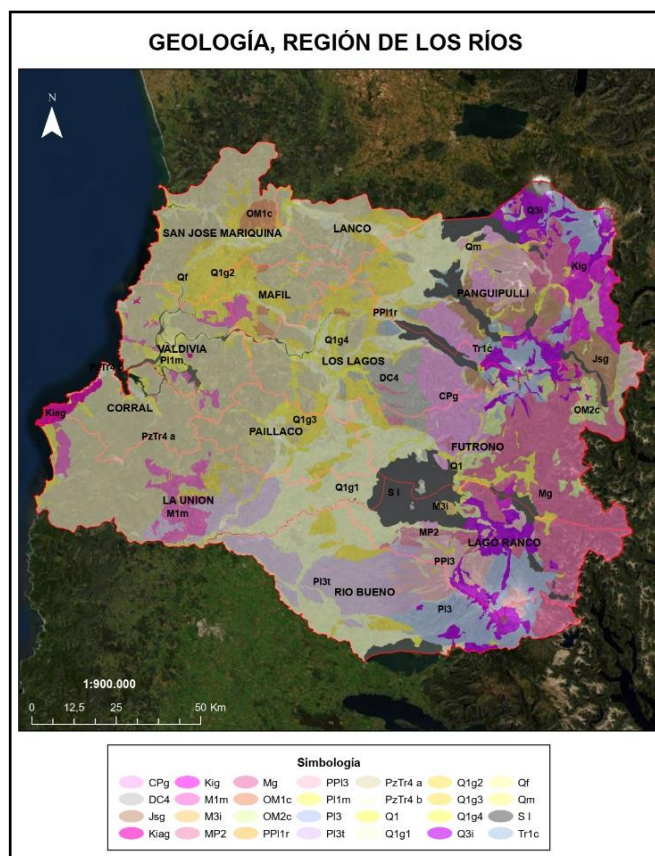 GEOLOGÍA, REGIÓN DE LOS RÍOS
N
OM1c
SAN JOSE MARIQUINA
LANCO
Q3i
Qm
Kig
Qf
Q1g2
MAFIL
PANGUIPULLI
PPl1r
VALDIVIA
Pl1m
Q1g4
LOS LAGOS
Tr1c
Jsg
DC4
CPg
OM2c
Kiag
CORRAL
Q1g3
PAILLACO
PzTr4 a
FUTRONO
Q1
Q1g1
S I
M3i
Mg
LA UNION
M1m
MP2
LAGO RANCO
PPl3
Pl3t
RIO BUENO
Pl3
1:900.000
0 12,5 25 50 Km
Simbología
CPg Kig Mg PPl3 PzTr4 a Q1g2 Qf
DC4 M1m OM1c Pl1m PzTr4 b Q1g3 Qm
Jsg M3i OM2c Pl3 Q1 Q1g4 S I
Kiag MP2 PPl1r Pl3t Q1g1 Q3i Tr1c